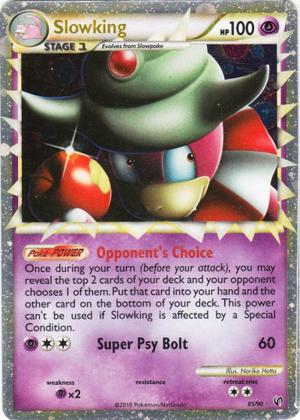 Slowking
HP 100
STAGE 1
Evolves from Slowpoke
Poké-POWER Opponent's Choice
Once during your turn (before your attack), you may
reveal the top 2 cards of your deck and your opponent
chooses 1 of them. Put that card into your hand and the
other card on the bottom of your deck. This power
can't be used if Slowking is affected by a Special
Condition.
Super Psy Bolt 60
weakness
×2
resistance
retreat cost
Illus. Noriko Hotta
©2010 Pokémon/Nintendo
85/90